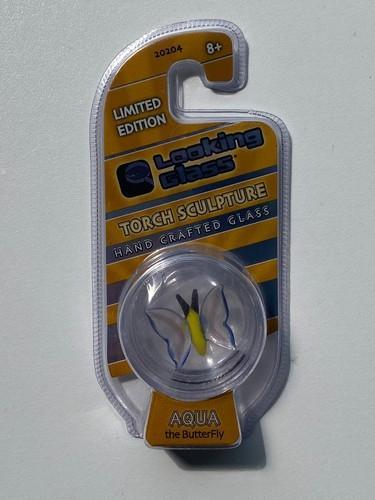 20204 8+
LIMITED
EDITION
Looking
Glass
TORCH SCULPTURE
HAND CRAFTED GLASS
AQUA
the ButterFly